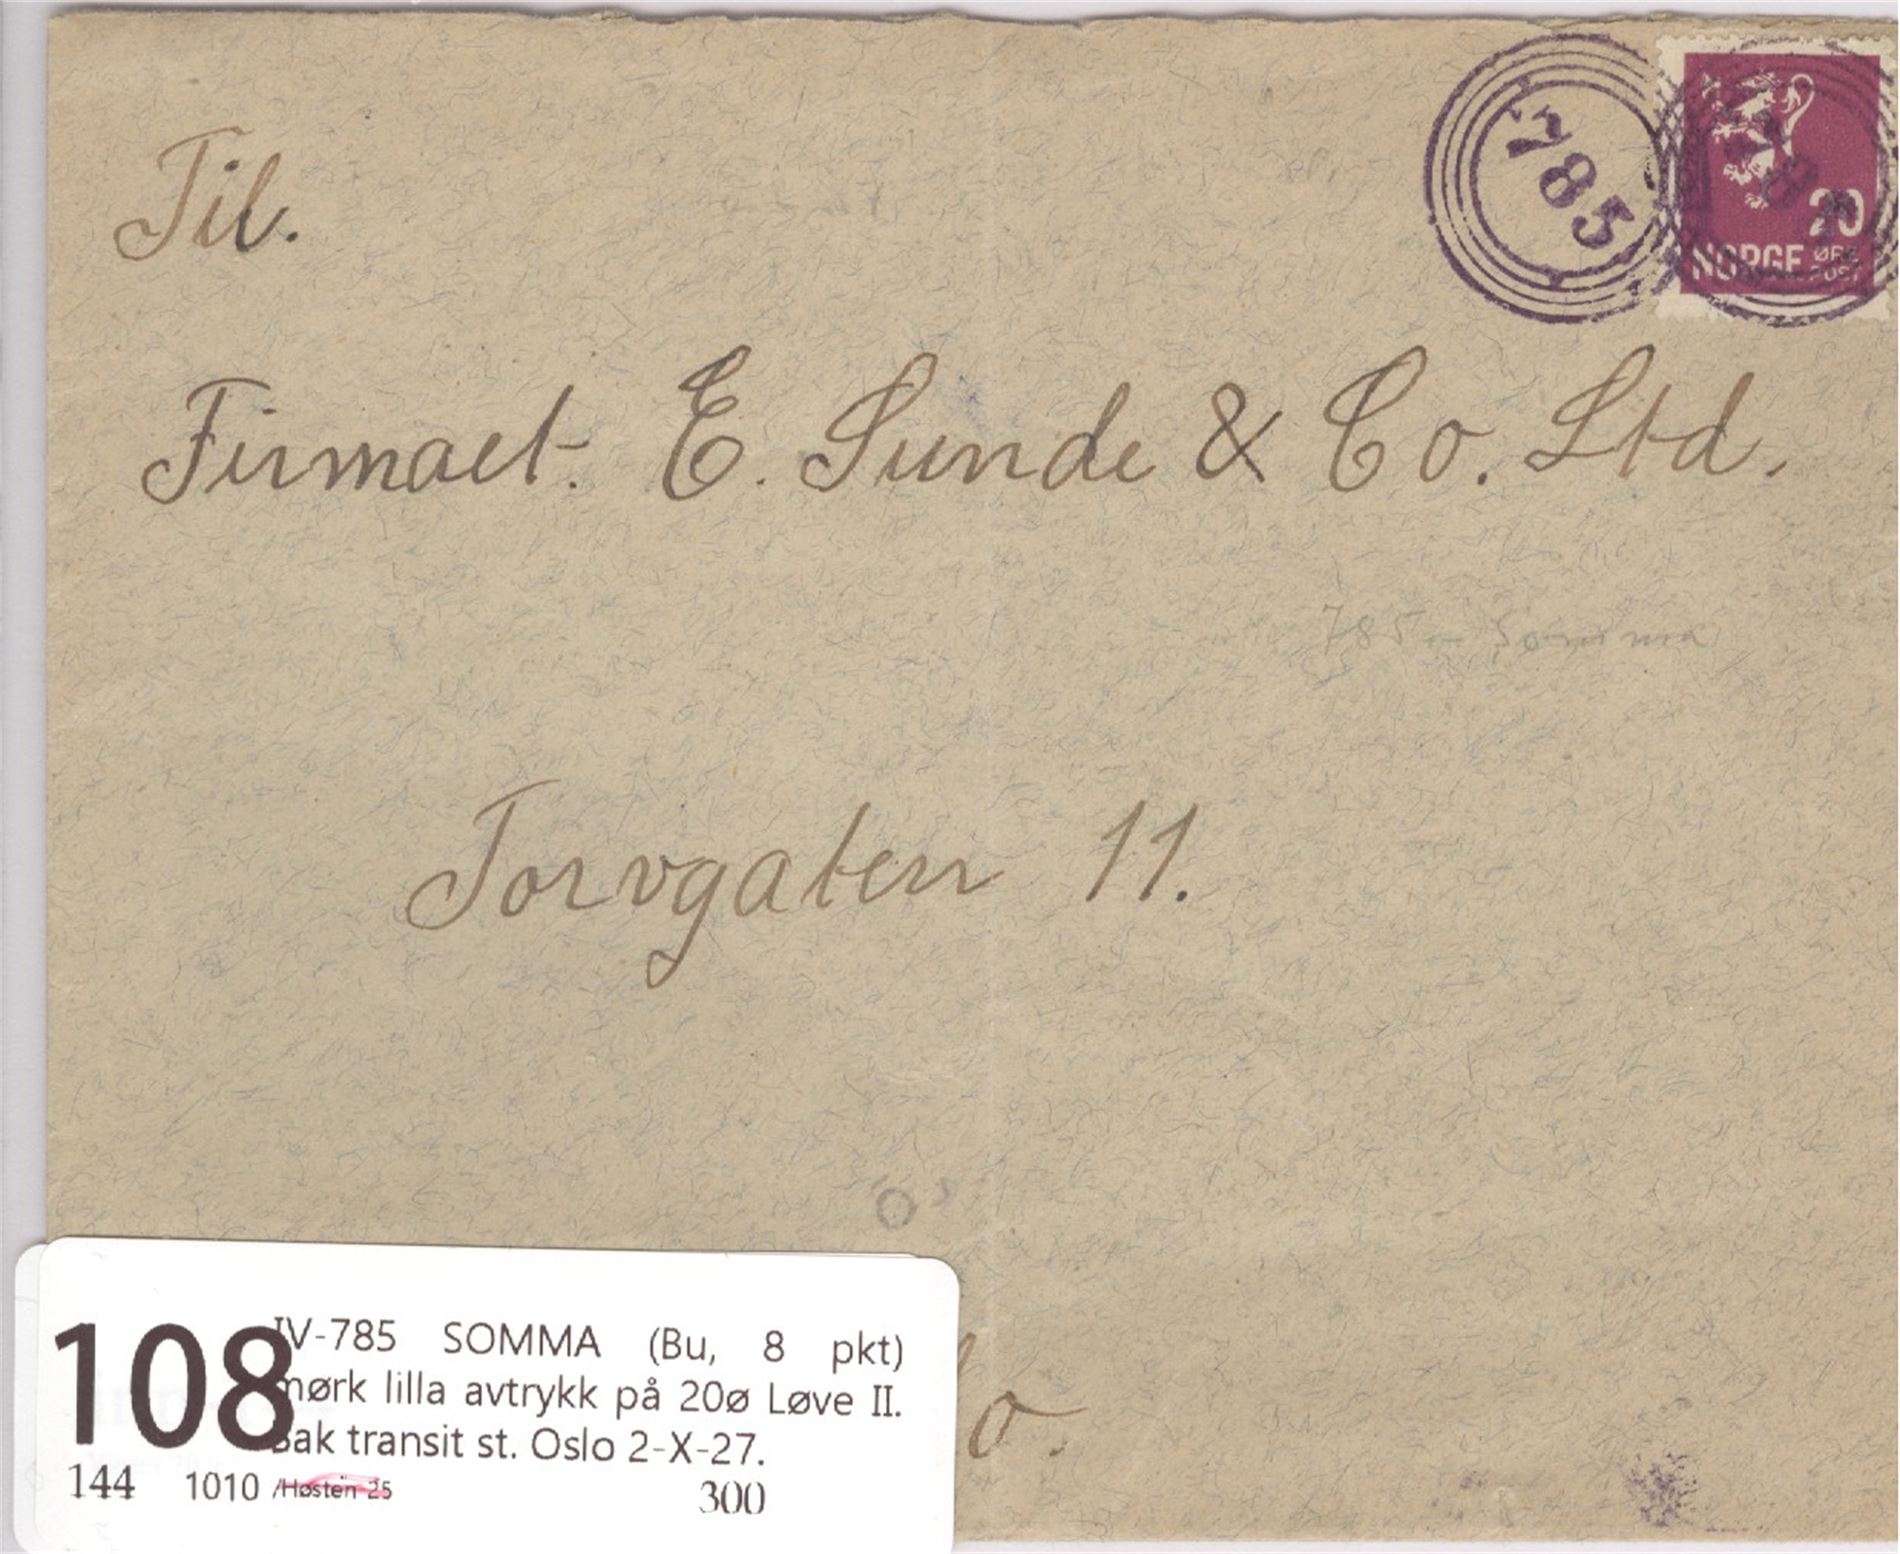 785
20
NORGE ØRE
POST
Til.
Firmaet. E. Sunde & Co. Ltd.
785 - Somma
Torvgaten 11.
lo.
108
IV-785 SOMMA (Bu, 8 pkt)
mørk lilla avtrykk på 20ø Løve II.
Bak transit st. Oslo 2-X-27.
144 1010 /Høsten 25 300